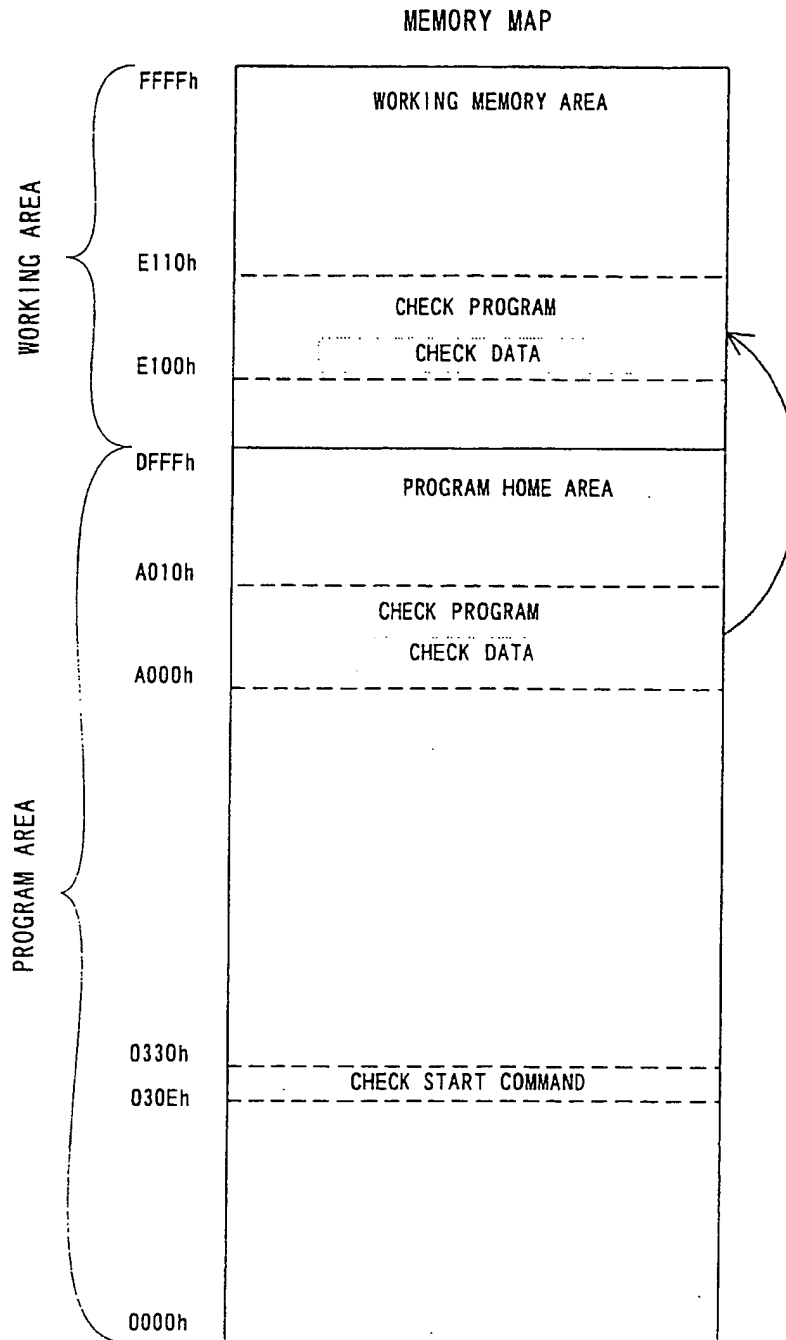 MEMORY MAP
FFFFh
WORKING MEMORY AREA
WORKING AREA
E110h
CHECK PROGRAM
CHECK DATA
E100h
DFFFh
PROGRAM HOME AREA
A010h
CHECK PROGRAM
CHECK DATA
A000h
PROGRAM AREA
0330h
CHECK START COMMAND
030Eh
0000h